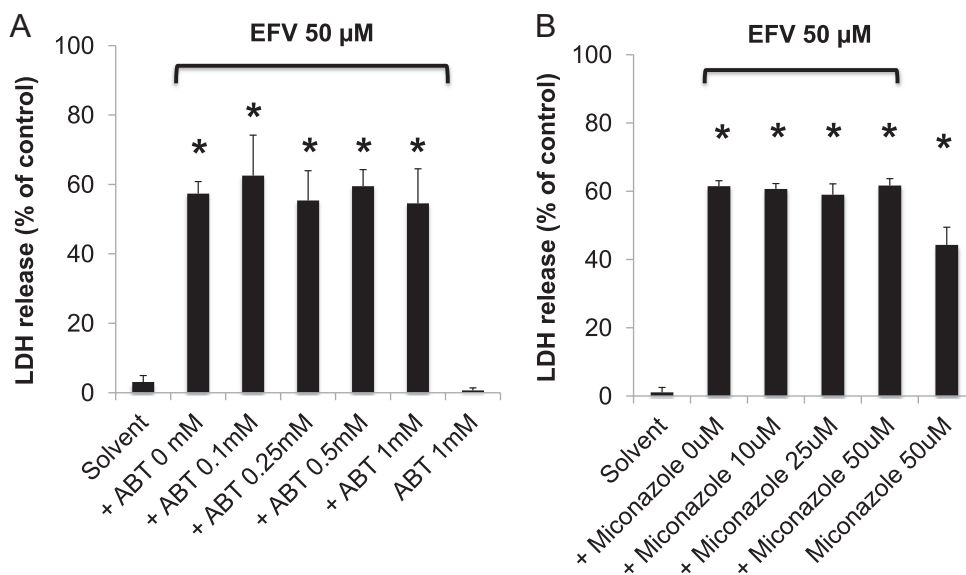 A
EFV 50 µM
LDH release (% of control)
100
80
60
40
20
0
*
*
*
*
*
Solvent
+ ABT 0 mM
+ ABT 0.1mM
+ ABT 0.25mM
+ ABT 0.5mM
+ ABT 1mM
ABT 1mM
B
EFV 50 µM
LDH release (% of control)
100
80
60
40
20
0
*
*
*
*
*
Solvent
+ Miconazole 0uM
+ Miconazole 10uM
+ Miconazole 25uM
+ Miconazole 50uM
Miconazole 50uM